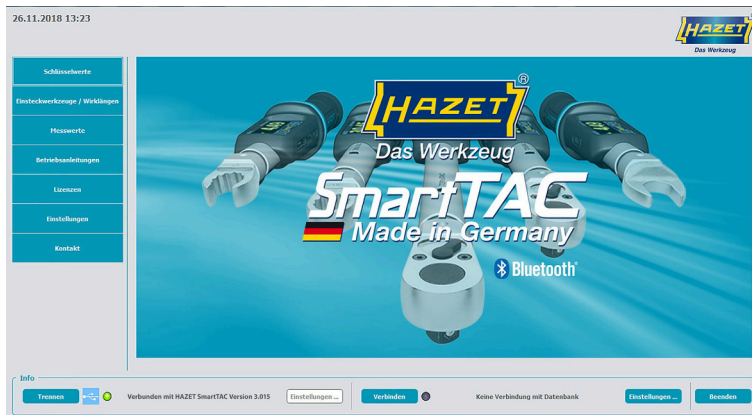 26.11.2018 13:23
HAZET
Das Werkzeug
Schlüsselwerte
Einsteckwerkzeuge / Wirklängen
Messwerte
Betriebsanleitungen
Lizenzen
Einstellungen
Kontakt
HAZET®
Das Werkzeug
SmartTAC
Made in Germany
Bluetooth®
Info
Trennen Verbunden mit HAZET SmartTAC Version 3.015 Einstellungen ... Verbinden Keine Verbindung mit Datenbank Einstellungen ... Beenden